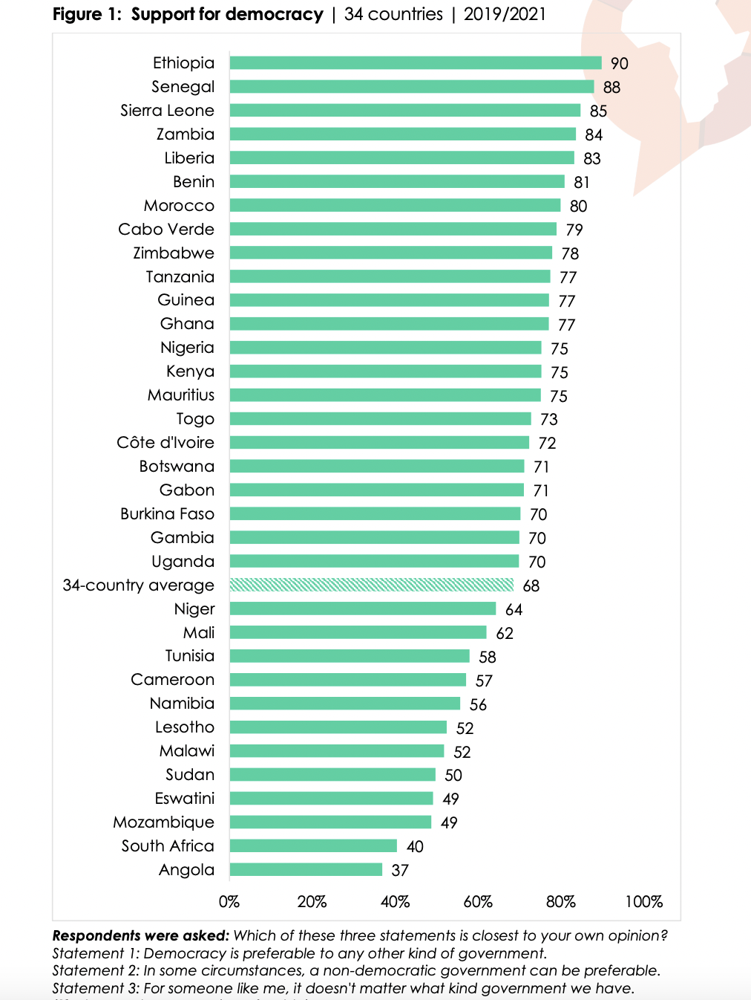 Figure 1: Support for democracy | 34 countries | 2019/2021
Ethiopia 90
Senegal 88
Sierra Leone 85
Zambia 84
Liberia 83
Benin 81
Morocco 80
Cabo Verde 79
Zimbabwe 78
Tanzania 77
Guinea 77
Ghana 77
Nigeria 75
Kenya 75
Mauritius 75
Togo 73
Côte d'Ivoire 72
Botswana 71
Gabon 71
Burkina Faso 70
Gambia 70
Uganda 70
34-country average 68
Niger 64
Mali 62
Tunisia 58
Cameroon 57
Namibia 56
Lesotho 52
Malawi 52
Sudan 50
Eswatini 49
Mozambique 49
South Africa 40
Angola 37
0% 20% 40% 60% 80% 100%
Respondents were asked: Which of these three statements is closest to your own opinion?
Statement 1: Democracy is preferable to any other kind of government.
Statement 2: In some circumstances, a non-democratic government can be preferable.
Statement 3: For someone like me, it doesn't matter what kind government we have.